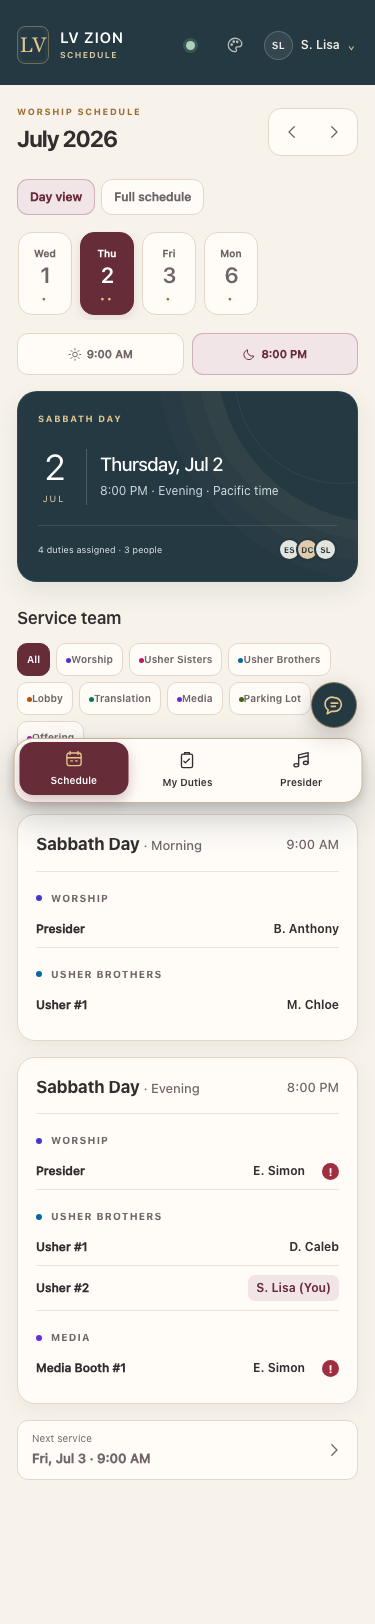 LV
LV ZION
SCHEDULE
SL
S. Lisa
WORSHIP SCHEDULE
July 2026
Day view
Full schedule
Wed
1
Thu
2
Fri
3
Mon
6
9:00 AM
8:00 PM
SABBATH DAY
2
JUL
Thursday, Jul 2
8:00 PM · Evening · Pacific time
4 duties assigned · 3 people
ES
DC
SL
Service team
All
Worship
Usher Sisters
Usher Brothers
Lobby
Translation
Media
Parking Lot
Offering
Schedule
My Duties
Presider
Sabbath Day · Morning
9:00 AM
WORSHIP
Presider
B. Anthony
USHER BROTHERS
Usher #1
M. Chloe
Sabbath Day · Evening
8:00 PM
WORSHIP
Presider
E. Simon
!
USHER BROTHERS
Usher #1
D. Caleb
Usher #2
S. Lisa (You)
MEDIA
Media Booth #1
E. Simon
!
Next service
Fri, Jul 3 · 9:00 AM